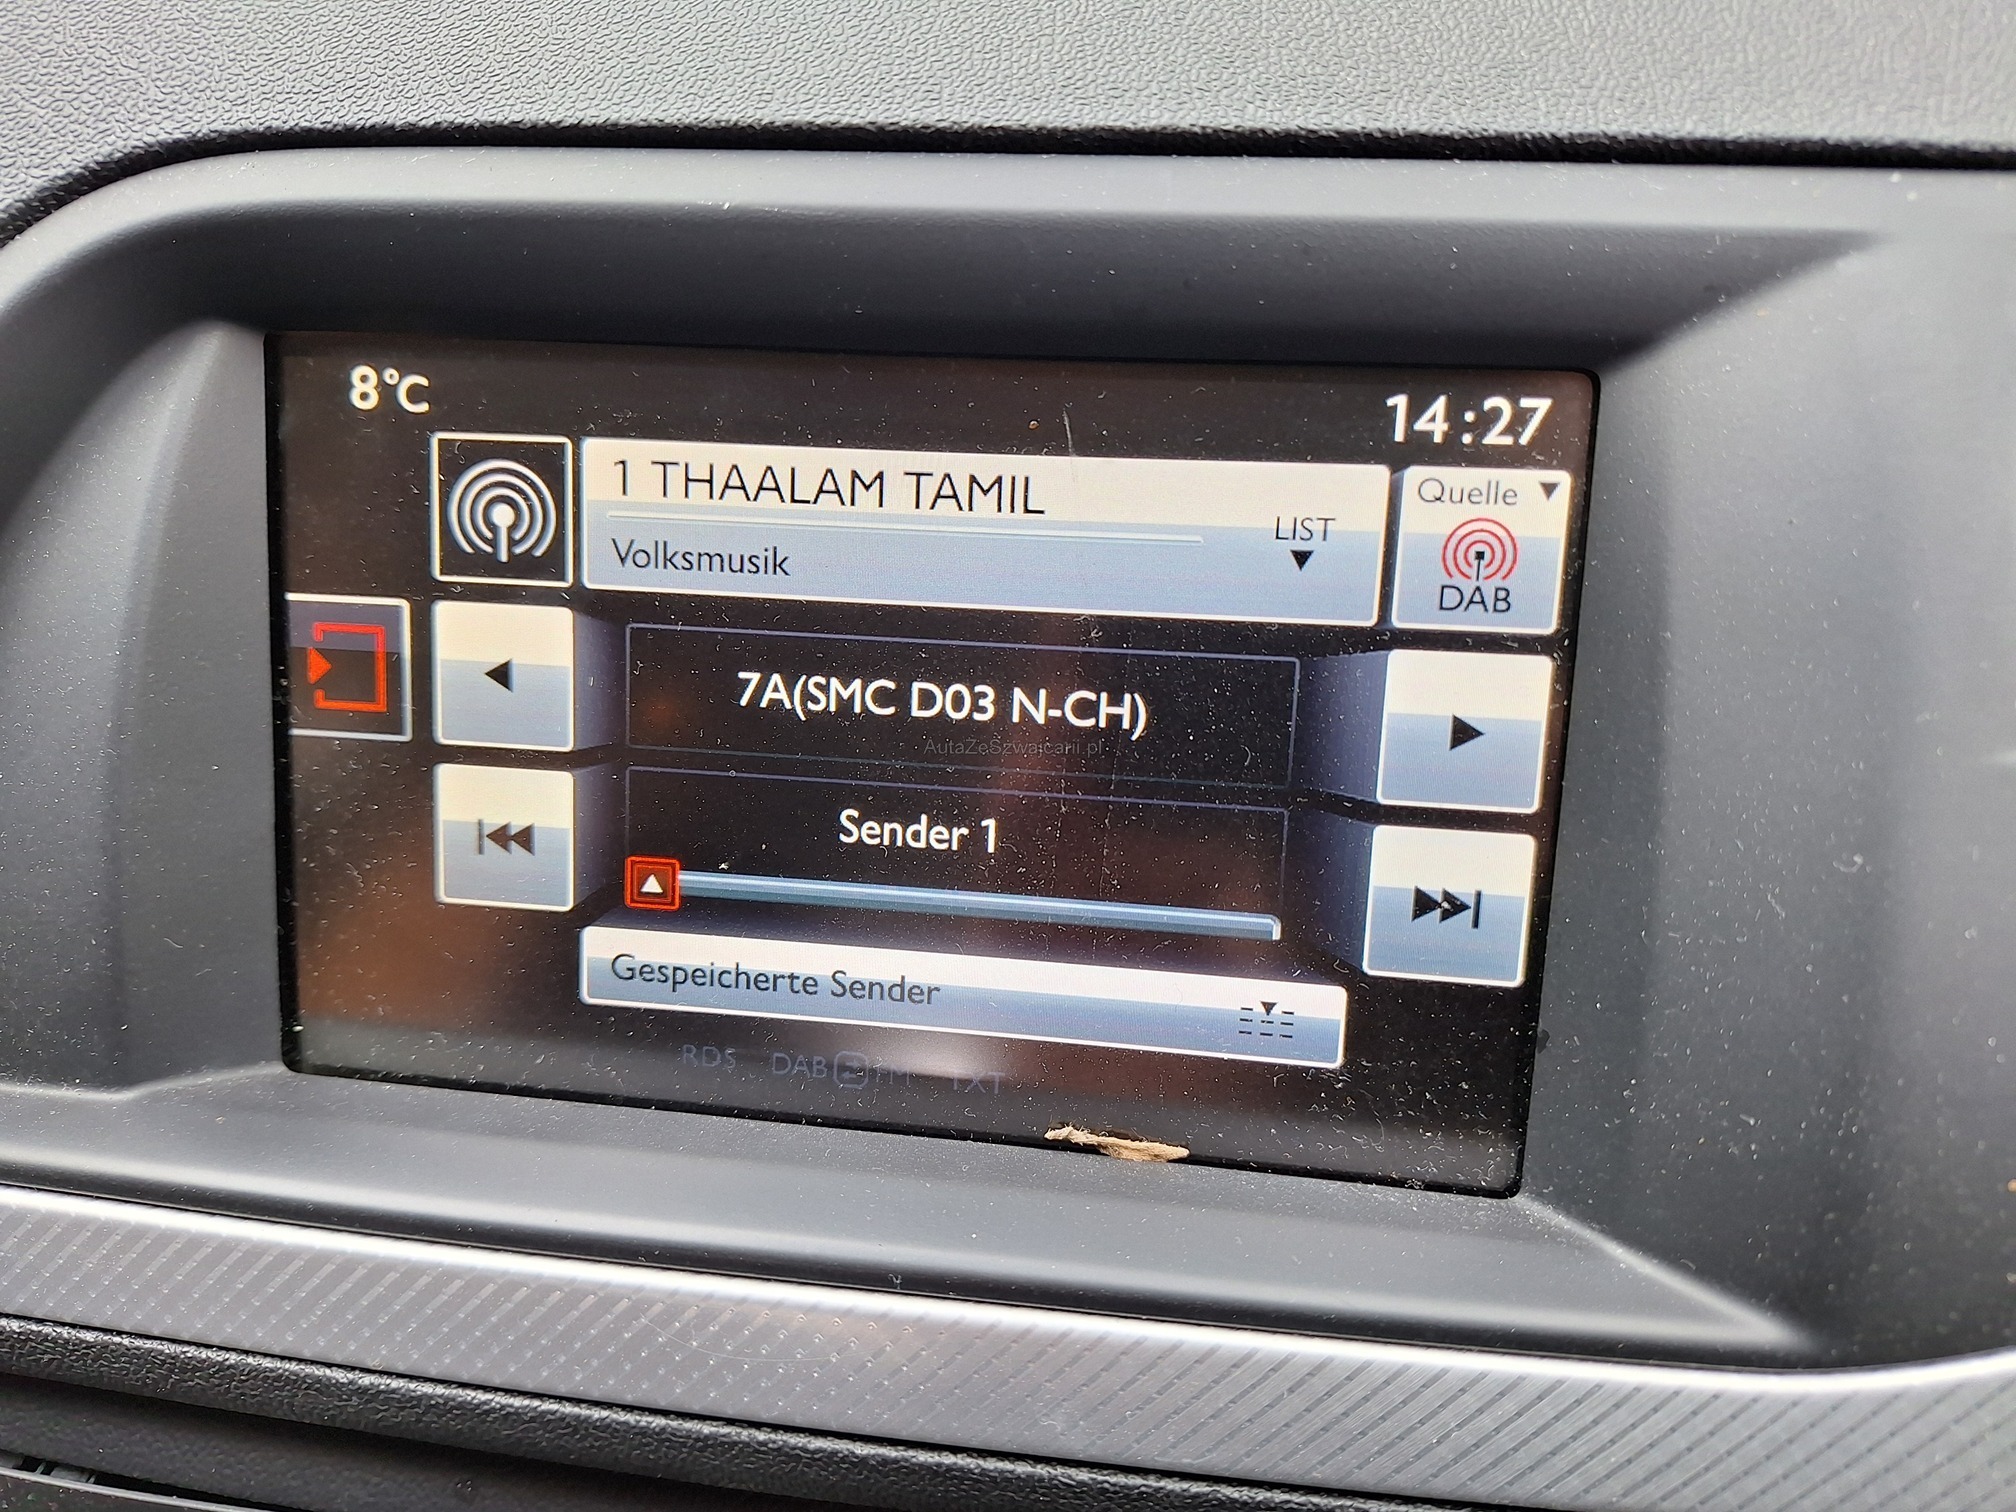 8°C
14:27
1 THAALAM TAMIL
Quelle
LIST
Volksmusik
DAB
7A(SMC D03 N-CH)
AutaZeSzwajcarii.pl
Sender 1
Gespeicherte Sender
RDS DAB FM TXT